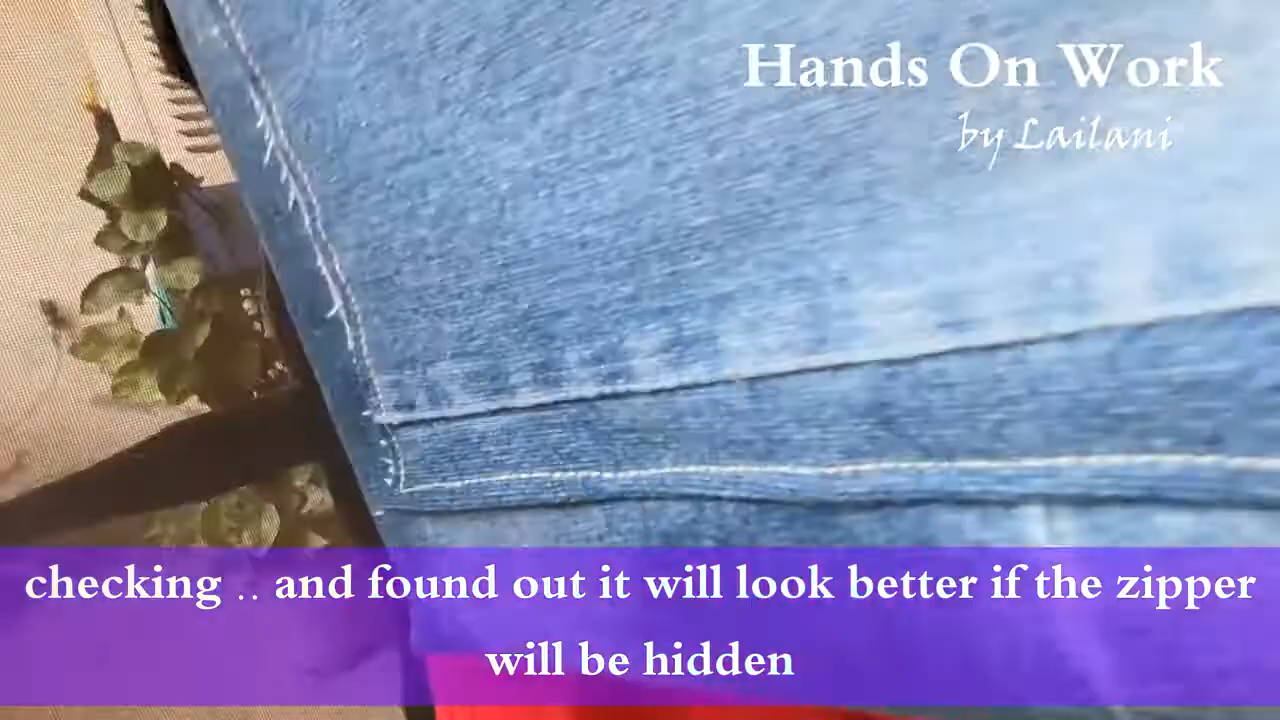 Hands On Work
by Lailani
checking .. and found out it will look better if the zipper
will be hidden